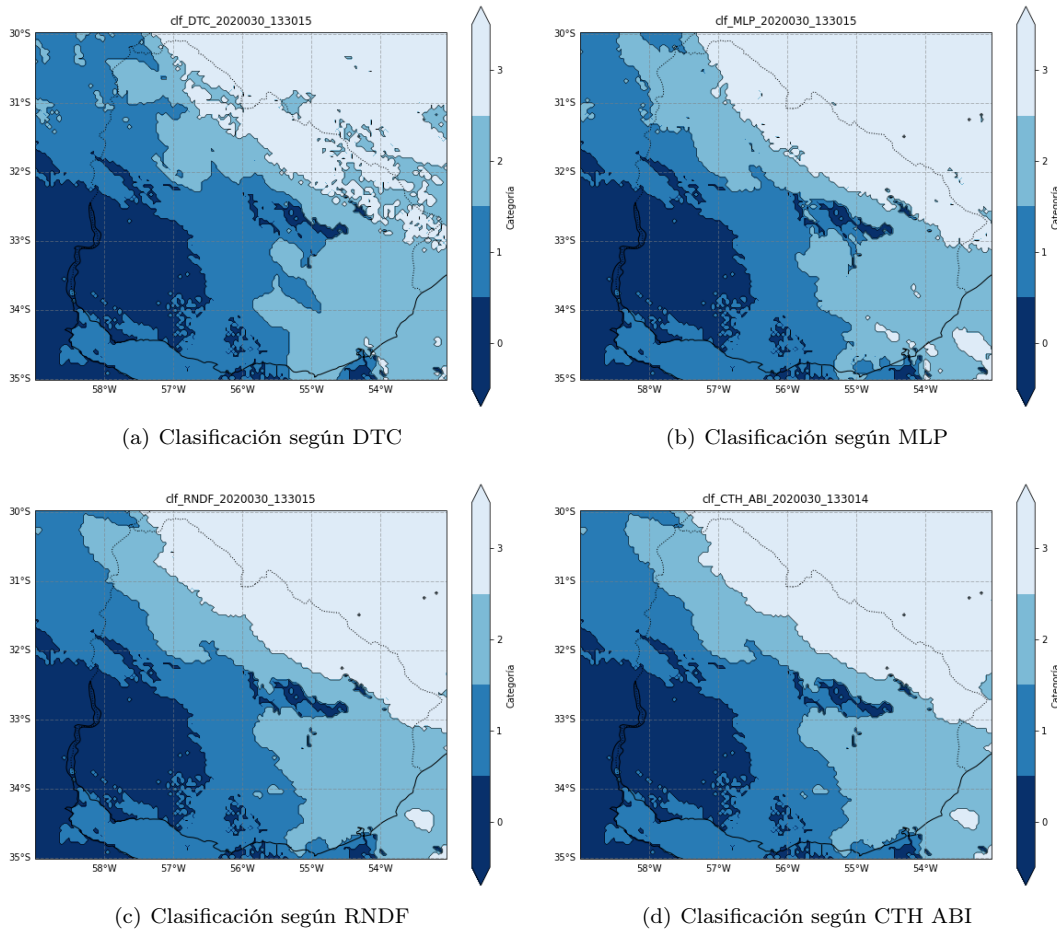 clf_DTC_2020030_133015
30°S
31°S
32°S
33°S
34°S
35°S
58°W
57°W
56°W
55°W
54°W
3
2
1
0
Categoría
(a) Clasificación según DTC
clf_MLP_2020030_133015
30°S
31°S
32°S
33°S
34°S
35°S
58°W
57°W
56°W
55°W
54°W
3
2
1
0
Categoría
(b) Clasificación según MLP
clf_RNDF_2020030_133015
30°S
31°S
32°S
33°S
34°S
35°S
58°W
57°W
56°W
55°W
54°W
3
2
1
0
Categoría
(c) Clasificación según RNDF
clf_CTH_ABI_2020030_133014
30°S
31°S
32°S
33°S
34°S
35°S
58°W
57°W
56°W
55°W
54°W
3
2
1
0
Categoría
(d) Clasificación según CTH ABI